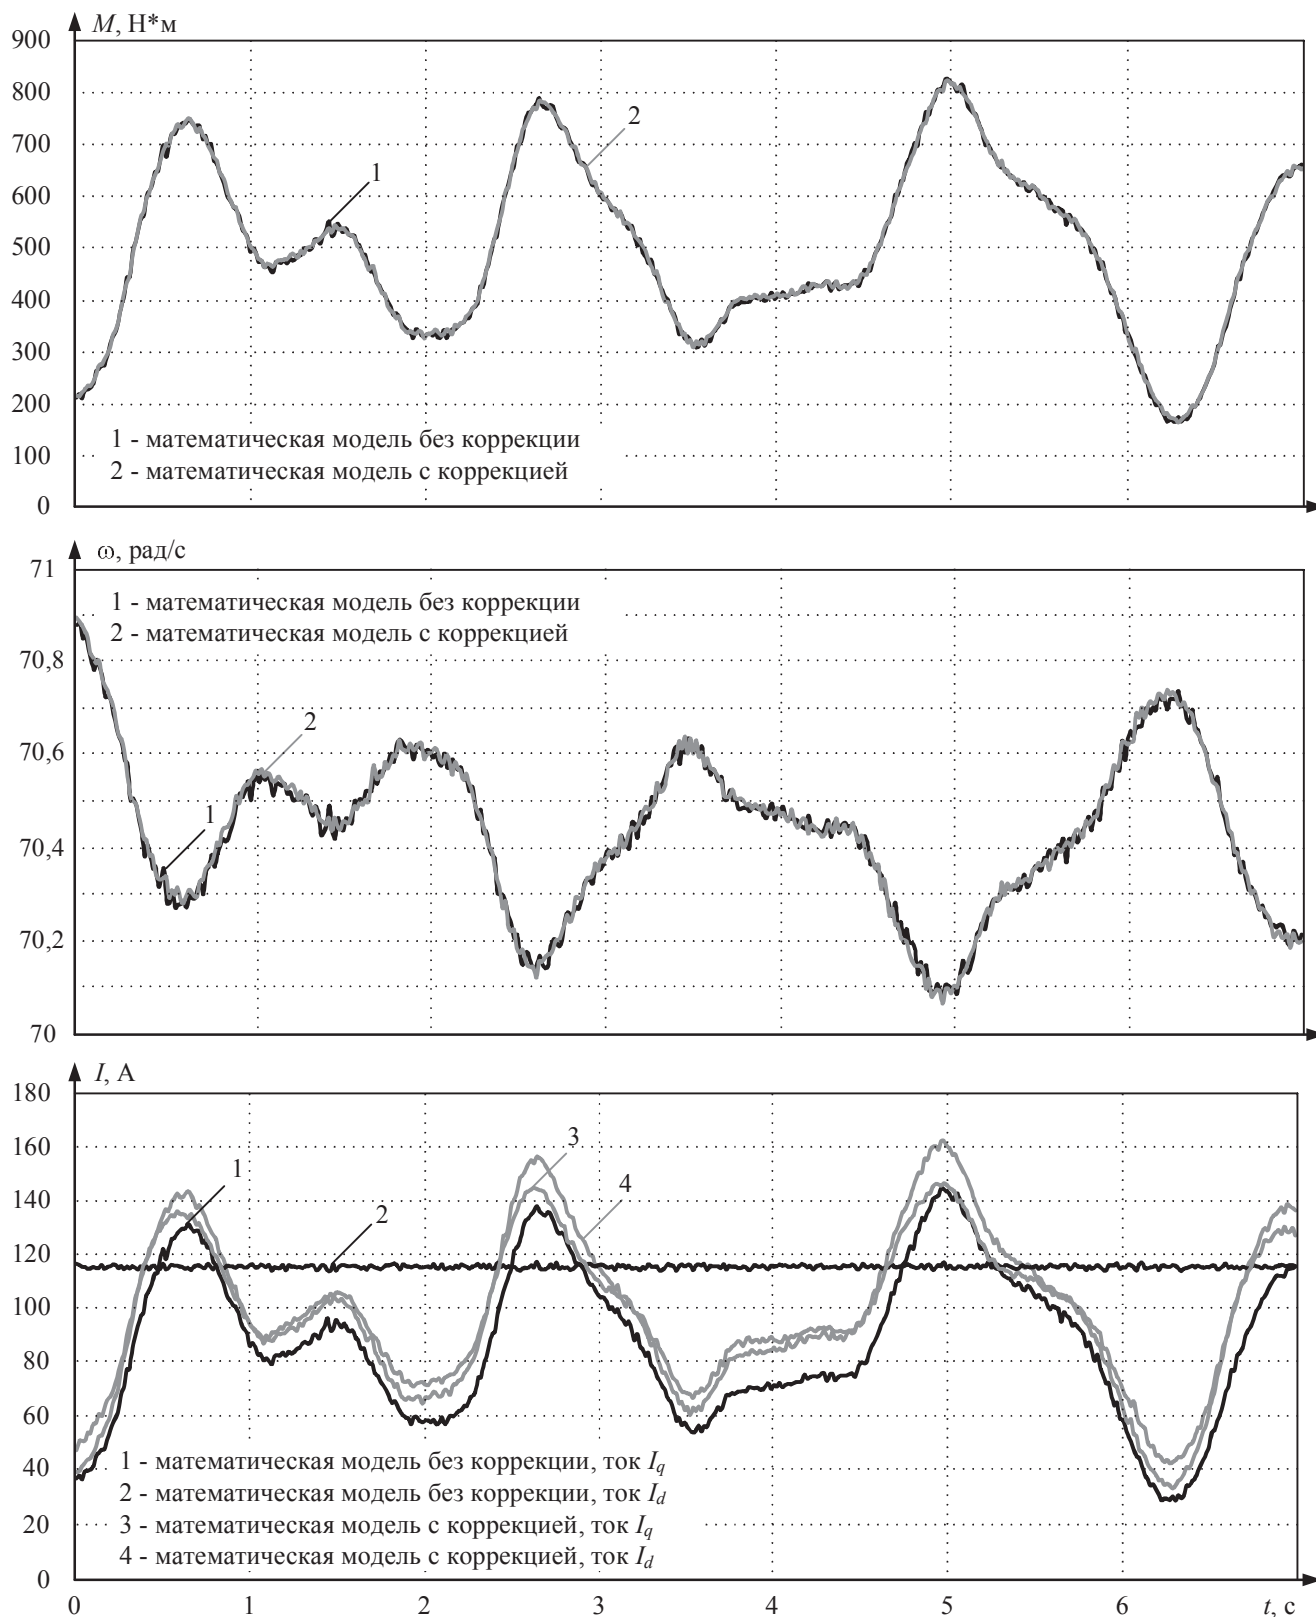 M, Н*м
900
800
700
600
500
400
300
200
100
0
1
2
1 - математическая модель без коррекции
2 - математическая модель с коррекцией
ω, рад/с
71
70,8
70,6
70,4
70,2
70
1 - математическая модель без коррекции
2 - математическая модель с коррекцией
2
1
I, А
180
160
140
120
100
80
60
40
20
0
1
2
3
4
1 - математическая модель без коррекции, ток Iq
2 - математическая модель без коррекции, ток Id
3 - математическая модель с коррекцией, ток Iq
4 - математическая модель с коррекцией, ток Id
0 1 2 3 4 5 6 t, с